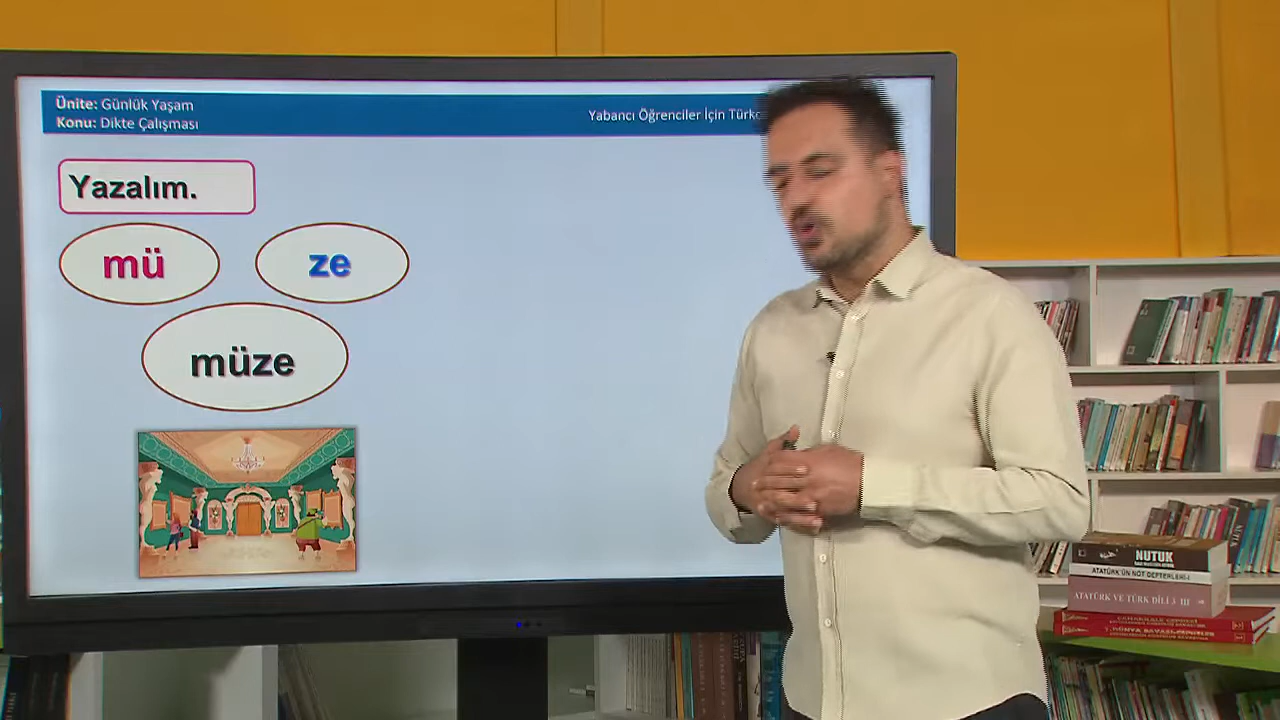 Ünite: Günlük Yaşam
Konu: Dikte Çalışması
Yabancı Öğrenciler İçin
Yazalım.
mü
ze
müze
NUTUK
ATATÜRK'ÜN NOT DEFTERLERİ-I
ATATÜRK VE TÜRK DİLİ 3 III